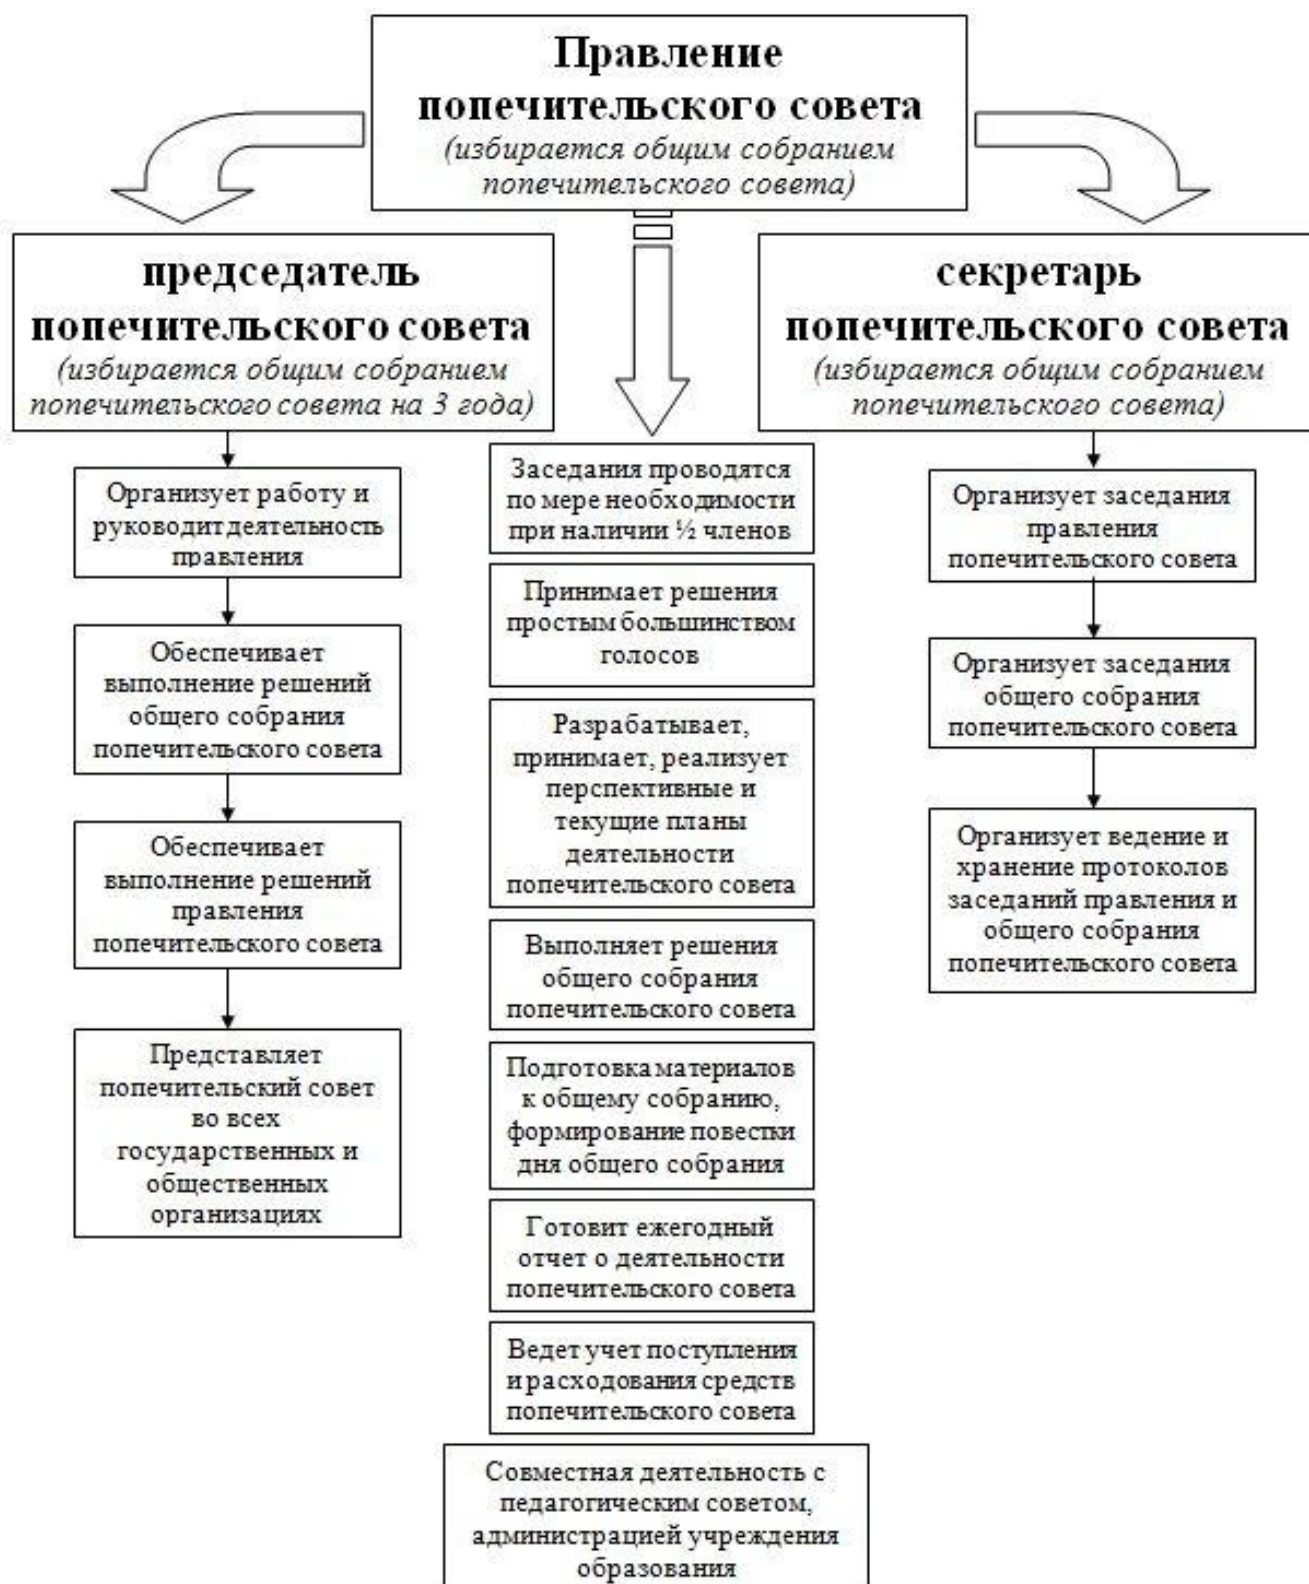 Правление
попечительского совета
(избирается общим собранием
попечительского совета)
председатель
попечительского совета
(избирается общим собранием
попечительского совета на 3 года)
Организует работу и
руководит деятельность
правления
Обеспечивает
выполнение решений
общего собрания
попечительского совета
Обеспечивает
выполнение решений
правления
попечительского совета
Представляет
попечительский совет
во всех
государственных и
общественных
организациях
Заседания проводятся
по мере необходимости
при наличии ½ членов
Принимает решения
простым большинством
голосов
Разрабатывает,
принимает, реализует
перспективные и
текущие планы
деятельности
попечительского совета
Выполняет решения
общего собрания
попечительского совета
Подготовка материалов
к общему собранию,
формирование повестки
дня общего собрания
Готовит ежегодный
отчет о деятельности
попечительского совета
Ведет учет поступления
и расходования средств
попечительского совета
Совместная деятельность с
педагогическим советом,
администрацией учреждения
образования
секретарь
попечительского совета
(избирается общим собранием
попечительского совета)
Организует заседания
правления
попечительского совета
Организует заседания
общего собрания
попечительского совета
Организует ведение и
хранение протоколов
заседаний правления и
общего собрания
попечительского совета